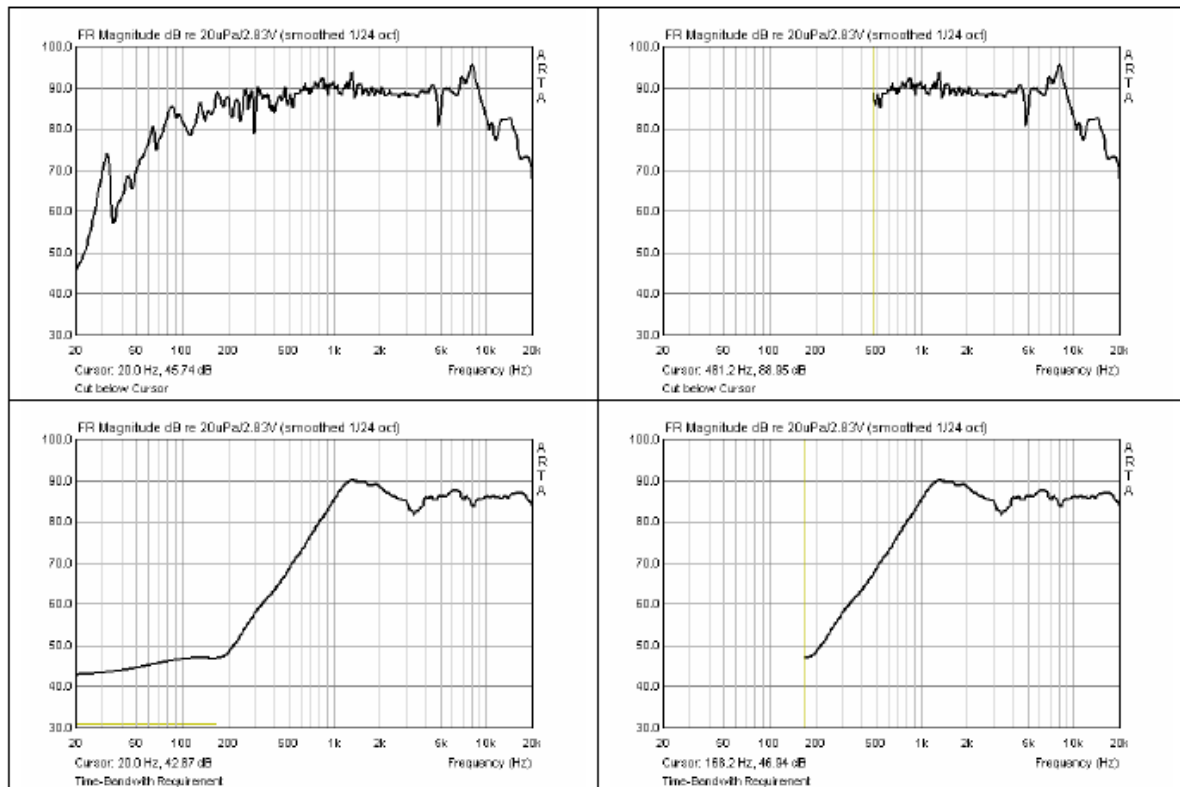 FR Magnitude dB re 20uPa/2.83V (smoothed 1/24 oct)
100.0
90.0
80.0
70.0
60.0
50.0
40.0
30.0
A
R
T
A
20 50 100 200 500 1k 2k 5k 10k 20k
Cursor: 20.0 Hz, 45.74 dB Frequency (Hz)
Cut below Cursor
FR Magnitude dB re 20uPa/2.83V (smoothed 1/24 oct)
100.0
90.0
80.0
70.0
60.0
50.0
40.0
30.0
A
R
T
A
20 50 100 200 500 1k 2k 5k 10k 20k
Cursor: 481.2 Hz, 88.95 dB Frequency (Hz)
Cut below Cursor
FR Magnitude dB re 20uPa/2.83V (smoothed 1/24 oct)
100.0
90.0
80.0
70.0
60.0
50.0
40.0
30.0
A
R
T
A
20 50 100 200 500 1k 2k 5k 10k 20k
Cursor: 20.0 Hz, 42.87 dB Frequency (Hz)
Time-Bandwith Requirement
FR Magnitude dB re 20uPa/2.83V (smoothed 1/24 oct)
100.0
90.0
80.0
70.0
60.0
50.0
40.0
30.0
A
R
T
A
20 50 100 200 500 1k 2k 5k 10k 20k
Cursor: 168.2 Hz, 46.94 dB Frequency (Hz)
Time-Bandwith Requirement